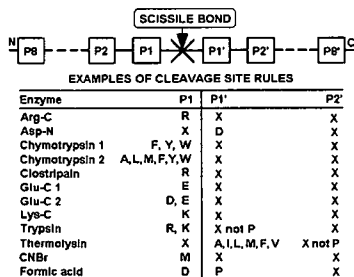 SCISSILE BOND
N P8 P2 P1 P1' P2' P8' C
EXAMPLES OF CLEAVAGE SITE RULES
Enzyme P1 P1' P2'
Arg-C R X X
Asp-N X D X
Chymotrypsin 1 F, Y, W X X
Chymotrypsin 2 A,L,M,F,Y,W X X
Clostripain R X X
Glu-C 1 E X X
Glu-C 2 D, E X X
Lys-C K X X
Trypsin R, K X not P X
Thermolysin X A,I,L,M,F,V X not P
CNBr M X X
Formic acid D P X